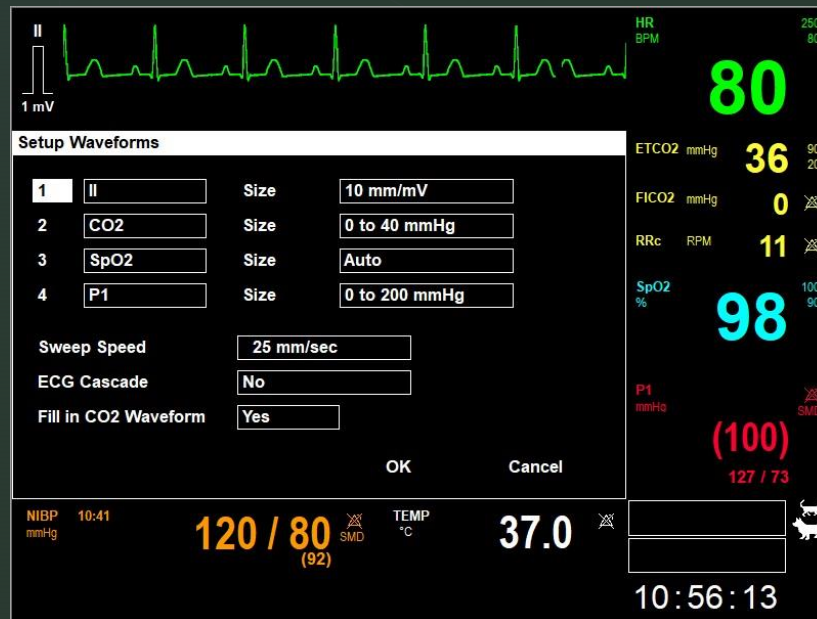 II
1 mV
HR 250
BPM 80
80
Setup Waveforms
1 II Size 10 mm/mV
2 CO2 Size 0 to 40 mmHg
3 SpO2 Size Auto
4 P1 Size 0 to 200 mmHg
Sweep Speed 25 mm/sec
ECG Cascade No
Fill in CO2 Waveform Yes
OK Cancel
ETCO2 mmHg 36 90
20
FICO2 mmHg 0
RRc RPM 11
SpO2 100
% 90
98
P1
mmHg SMD
(100)
127 / 73
NIBP 10:41
mmHg
120 / 80 SMD
(92)
TEMP
°C
37.0
10:56:13